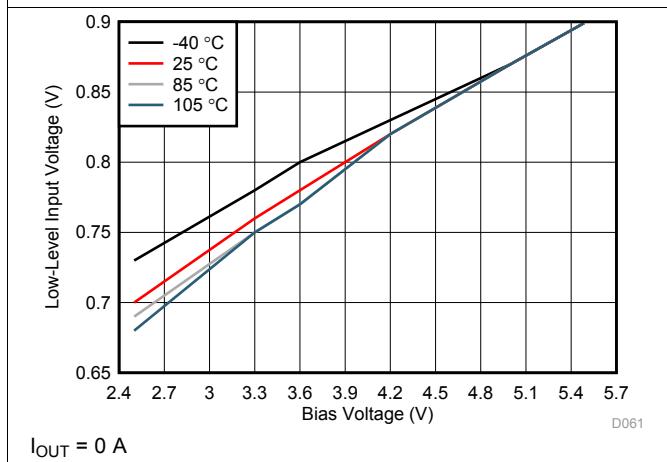 0.9
0.85
0.8
0.75
0.7
0.65
Low-Level Input Voltage (V)
-40 °C
25 °C
85 °C
105 °C
2.4 2.7 3 3.3 3.6 3.9 4.2 4.5 4.8 5.1 5.4 5.7
Bias Voltage (V)
D061
I_OUT = 0 A